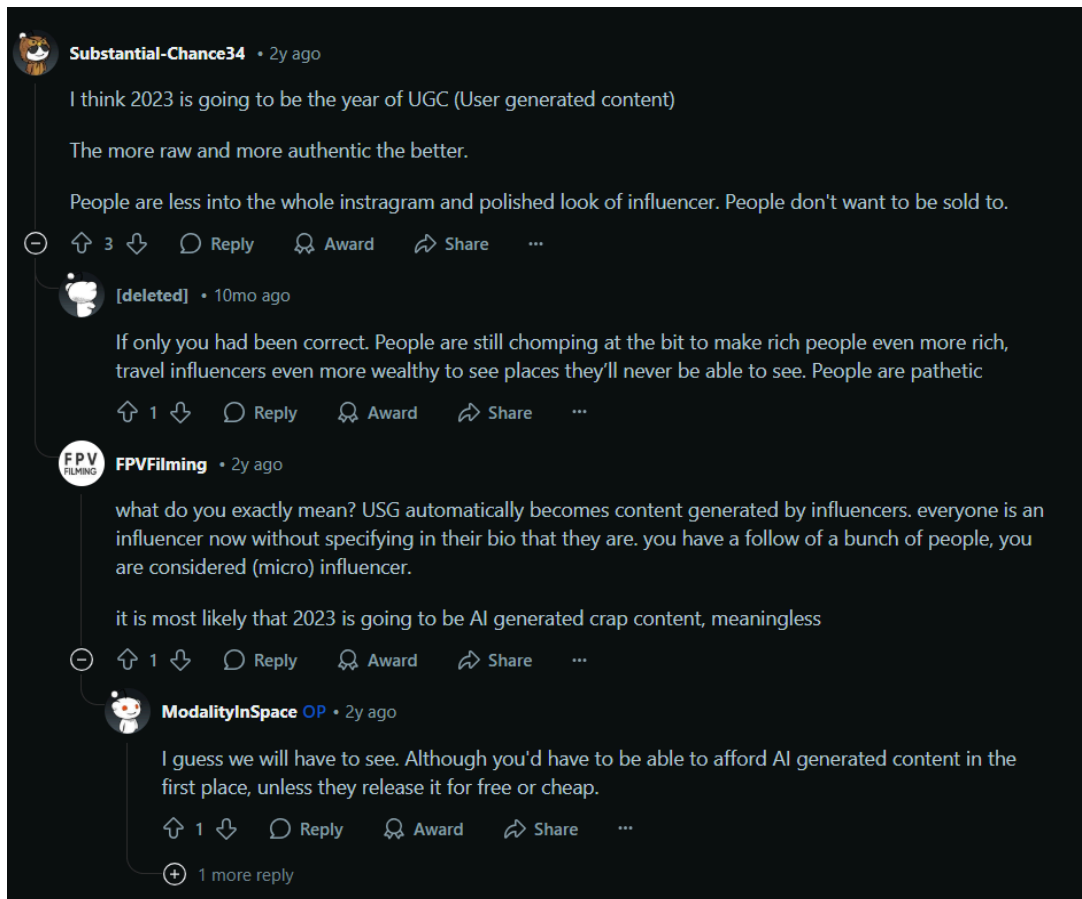 Substantial-Chance34 • 2y ago
I think 2023 is going to be the year of UGC (User generated content)
The more raw and more authentic the better.
People are less into the whole instragram and polished look of influencer. People don't want to be sold to.
3 Reply Award Share ...
[deleted] • 10mo ago
If only you had been correct. People are still chomping at the bit to make rich people even more rich,
travel influencers even more wealthy to see places they’ll never be able to see. People are pathetic
1 Reply Award Share ...
FPV
FILMING
FPVFilming • 2y ago
what do you exactly mean? USG automatically becomes content generated by influencers. everyone is an
influencer now without specifying in their bio that they are. you have a follow of a bunch of people, you
are considered (micro) influencer.
it is most likely that 2023 is going to be AI generated crap content, meaningless
1 Reply Award Share ...
ModalityInSpace OP • 2y ago
I guess we will have to see. Although you'd have to be able to afford AI generated content in the
first place, unless they release it for free or cheap.
1 Reply Award Share ...
1 more reply